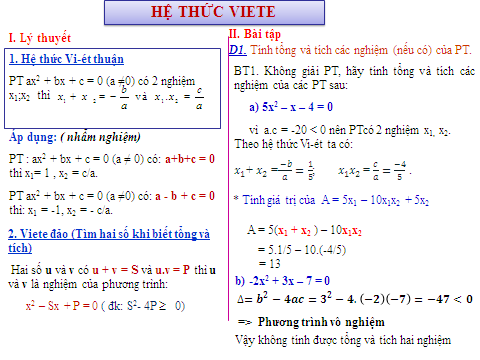 HỆ THỨC VIETE
I. Lý thuyết
1. Hệ thức Vi-ét thuận
PT ax² + bx + c = 0 (a ≠0) có 2 nghiệm
x₁;x₂ thì x₁ + x ₂ = − b/a và x₁.x₂ = c/a
Áp dụng: ( nhẩm nghiệm)
PT : ax² + bx + c = 0 (a ≠ 0) có: a+b+c = 0
thì x₁= 1 , x₂ = c/a.
PT ax² + bx + c = 0 (a ≠0) có: a - b + c = 0
thì: x₁ = -1, x₂ = - c/a.
2. Viete đảo (Tìm hai số khi biết tổng và
tích)
Hai số u và v có u + v = S và u.v = P thì u
và v là nghiệm của phương trình:
x² – Sx + P = 0 ( đk: S²- 4P ≥ 0)
II. Bài tập
D1. Tính tổng và tích các nghiệm (nếu có) của PT.
BT1. Không giải PT, hãy tính tổng và tích các
nghiệm của các PT sau:
a) 5x² – x – 4 = 0
vì a.c = -20 < 0 nên PTcó 2 nghiệm x₁, x₂.
Theo hệ thức Vi-ét ta có:
x₁ + x₂ = −b/a = 1/5; x₁x₂ = c/a = −4/5 .
* Tính giá trị của A = 5x₁ – 10x₁x₂ + 5x₂
A = 5(x₁ + x₂ ) – 10x₁x₂
= 5.1/5 – 10.(-4/5)
= 13
b) -2x² + 3x – 7 = 0
Δ= b² − 4ac = 3² − 4. (−2)(−7) = −47 < 0
=> Phương trình vô nghiệm
Vậy không tính được tổng và tích hai nghiệm